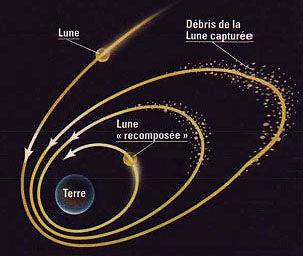 Lune
Débris de la
Lune capturée
Lune
« recomposée »
Terre